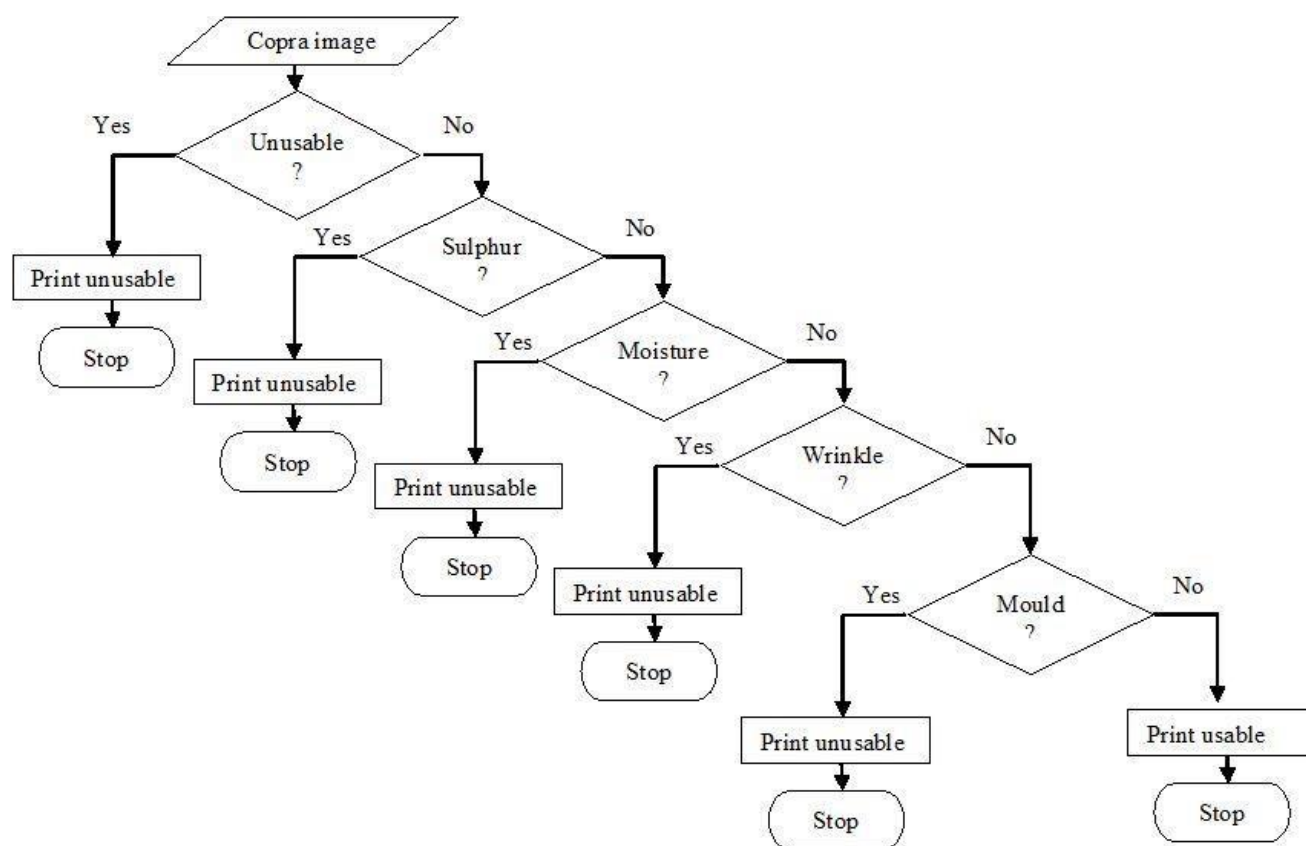 Copra image
Yes
No
Unusable
?
Yes
Sulphur
?
No
Print unusable
Stop
Yes
Moisture
?
No
Print unusable
Stop
Yes
Wrinkle
?
No
Print unusable
Stop
Print unusable
Stop
Yes
Mould
?
No
Print unusable
Stop
Print usable
Stop